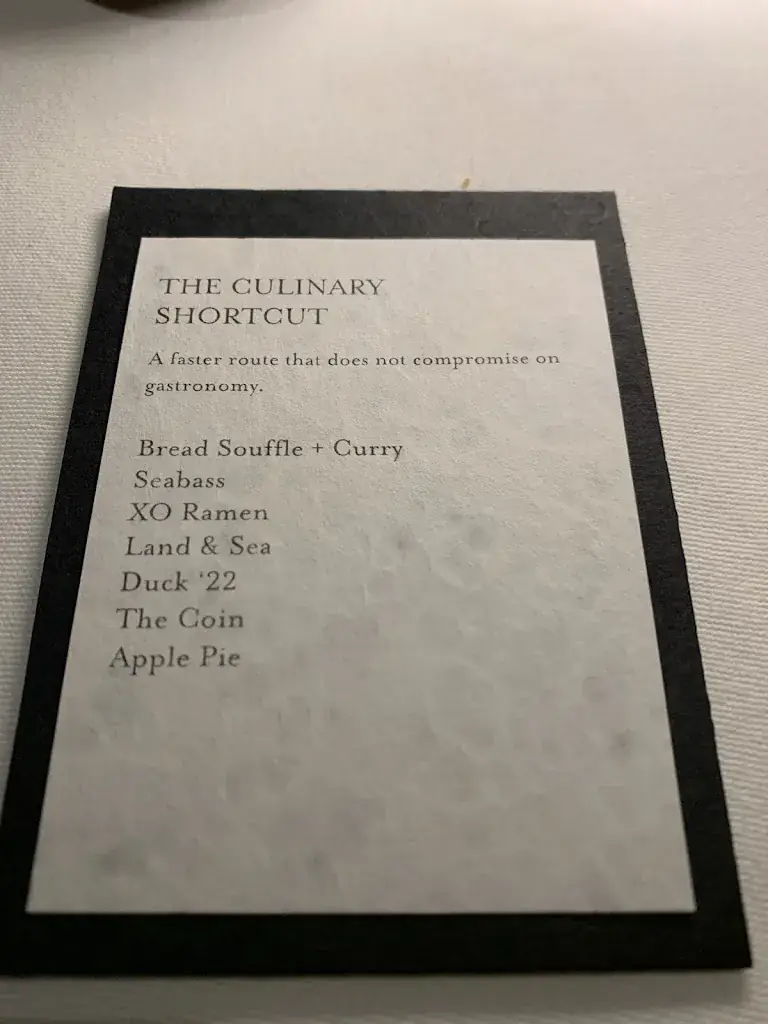 THE CULINARY
SHORTCUT
A faster route that does not compromise on
gastronomy.
Bread Souffle + Curry
Seabass
XO Ramen
Land & Sea
Duck ‘22
The Coin
Apple Pie